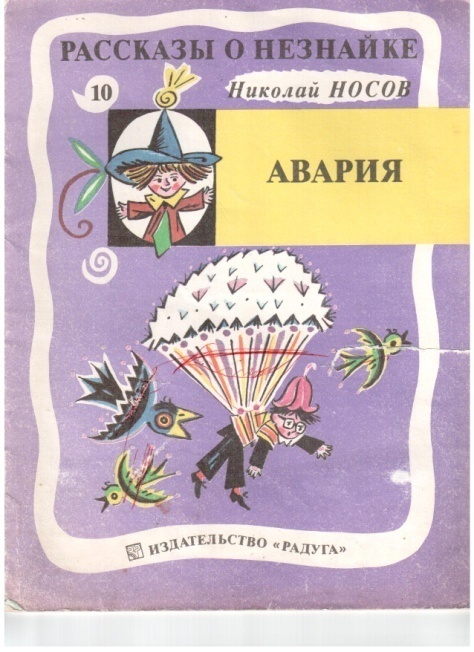 РАССКАЗЫ О НЕЗНАЙКЕ
10
Николай НОСОВ
АВАРИЯ
ИЗДАТЕЛЬСТВО «РАДУГА»